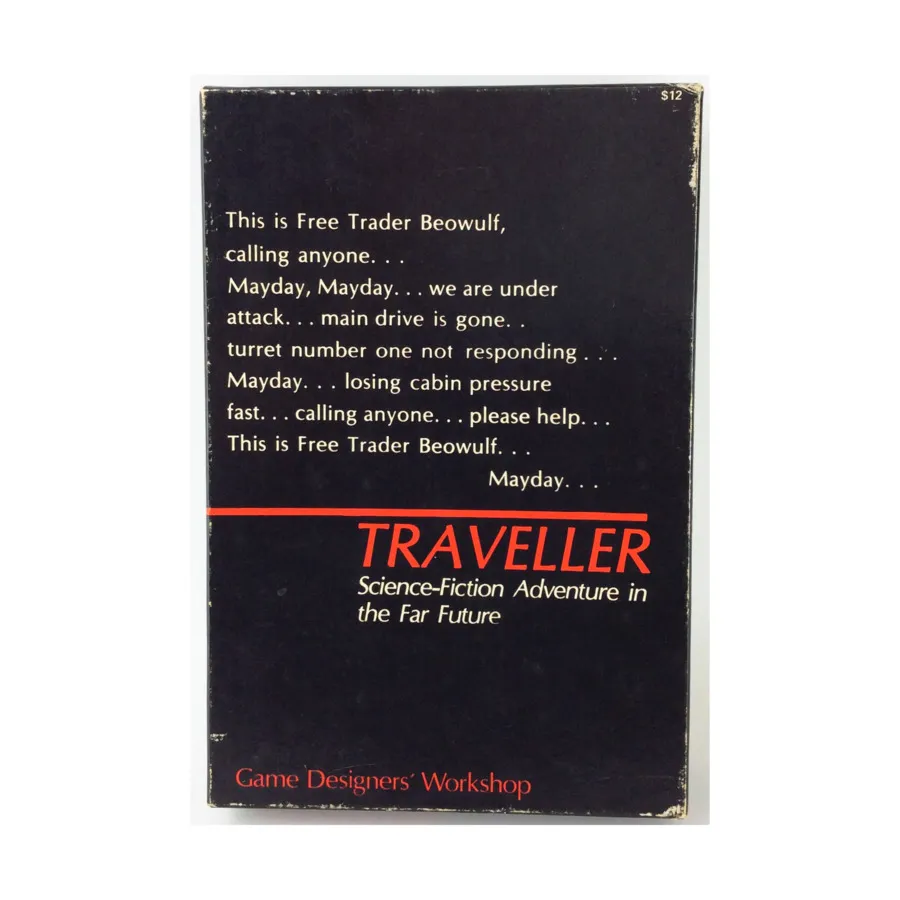 $12
This is Free Trader Beowulf,
calling anyone. . .
Mayday, Mayday. . . we are under
attack. . . main drive is gone. .
turret number one not responding . . .
Mayday. . . losing cabin pressure
fast. . . calling anyone. . . please help. . .
This is Free Trader Beowulf. . .
Mayday. . .
TRAVELLER
Science-Fiction Adventure in
the Far Future
Game Designers' Workshop